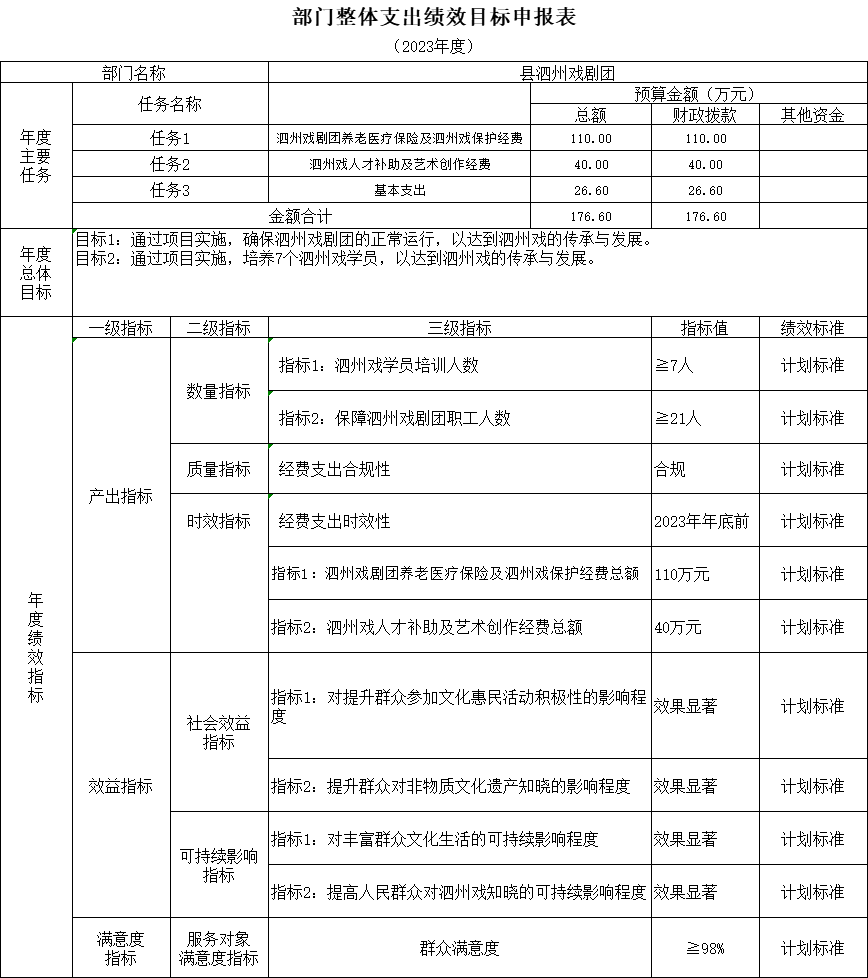 部门整体支出绩效目标申报表
（2023年度）
部门名称 县泗州戏剧团
年度主要任务 任务名称 预算金额（万元）
总额 财政拨款 其他资金
任务1 泗州戏剧团养老医疗保险及泗州戏保护经费 110.00 110.00
任务2 泗州戏人才补助及艺术创作经费 40.00 40.00
任务3 基本支出 26.60 26.60
金额合计 176.60 176.60
年度总体目标
目标1：通过项目实施，确保泗州戏剧团的正常运行，以达到泗州戏的传承与发展。
目标2：通过项目实施，培养7个泗州戏学员，以达到泗州戏的传承与发展。
年度绩效指标
一级指标 二级指标 三级指标 指标值 绩效标准
产出指标
数量指标
指标1：泗州戏学员培训人数 ≧7人 计划标准
指标2：保障泗州戏剧团职工人数 ≧21人 计划标准
质量指标 经费支出合规性 合规 计划标准
时效指标 经费支出时效性 2023年年底前 计划标准
指标1：泗州戏剧团养老医疗保险及泗州戏保护经费总额 110万元 计划标准
指标2：泗州戏人才补助及艺术创作经费总额 40万元 计划标准
效益指标
社会效益
指标
指标1：对提升群众参加文化惠民活动积极性的影响程
度 效果显著 计划标准
指标2：提升群众对非物质文化遗产知晓的影响程度 效果显著 计划标准
可持续影响
指标
指标1：对丰富群众文化生活的可持续影响程度 效果显著 计划标准
指标2：提高人民群众对泗州戏知晓的可持续影响程度 效果显著 计划标准
满意度
指标
服务对象
满意度指标
群众满意度 ≧98% 计划标准